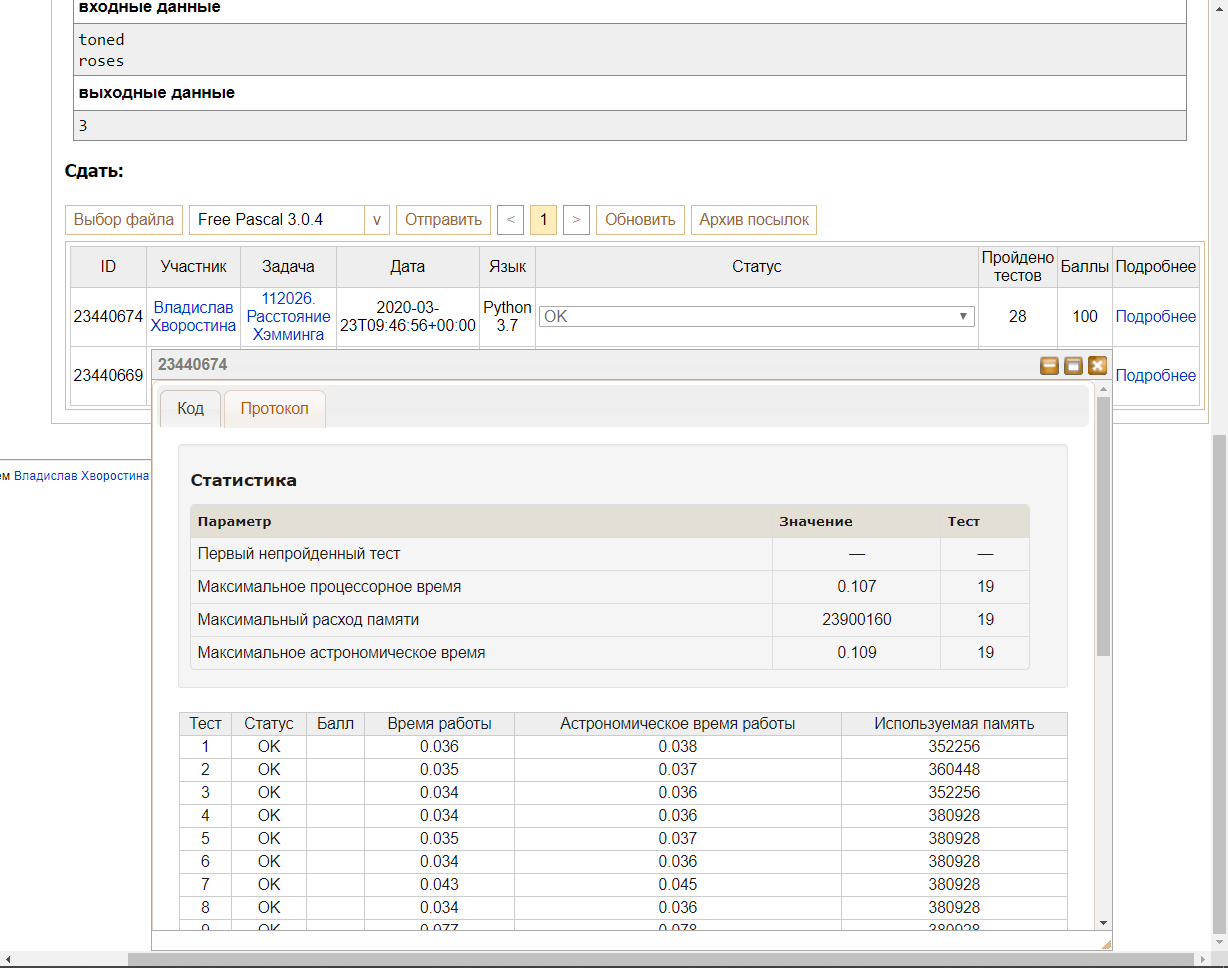 входные данные
toned
roses
выходные данные
3
Сдать:
Выбор файла Free Pascal 3.0.4 v Отправить < 1 > Обновить Архив посылок
ID Участник Задача Дата Язык Статус Пройдено тестов Баллы Подробнее
23440674 Владислав Хворостина 112026. Расстояние Хэмминга 2020-03-23T09:46:56+00:00 Python 3.7 OK 28 100 Подробнее
23440669 Подробнее
23440674
Код Протокол
ем Владислав Хворостина
Статистика
Параметр Значение Тест
Первый непройденный тест — —
Максимальное процессорное время 0.107 19
Максимальный расход памяти 23900160 19
Максимальное астрономическое время 0.109 19
Тест Статус Балл Время работы Астрономическое время работы Используемая память
1 OK 0.036 0.038 352256
2 OK 0.035 0.037 360448
3 OK 0.034 0.036 352256
4 OK 0.034 0.036 380928
5 OK 0.035 0.037 380928
6 OK 0.034 0.036 380928
7 OK 0.043 0.045 380928
8 OK 0.034 0.036 380928
9 OK 0.077 0.078 380928